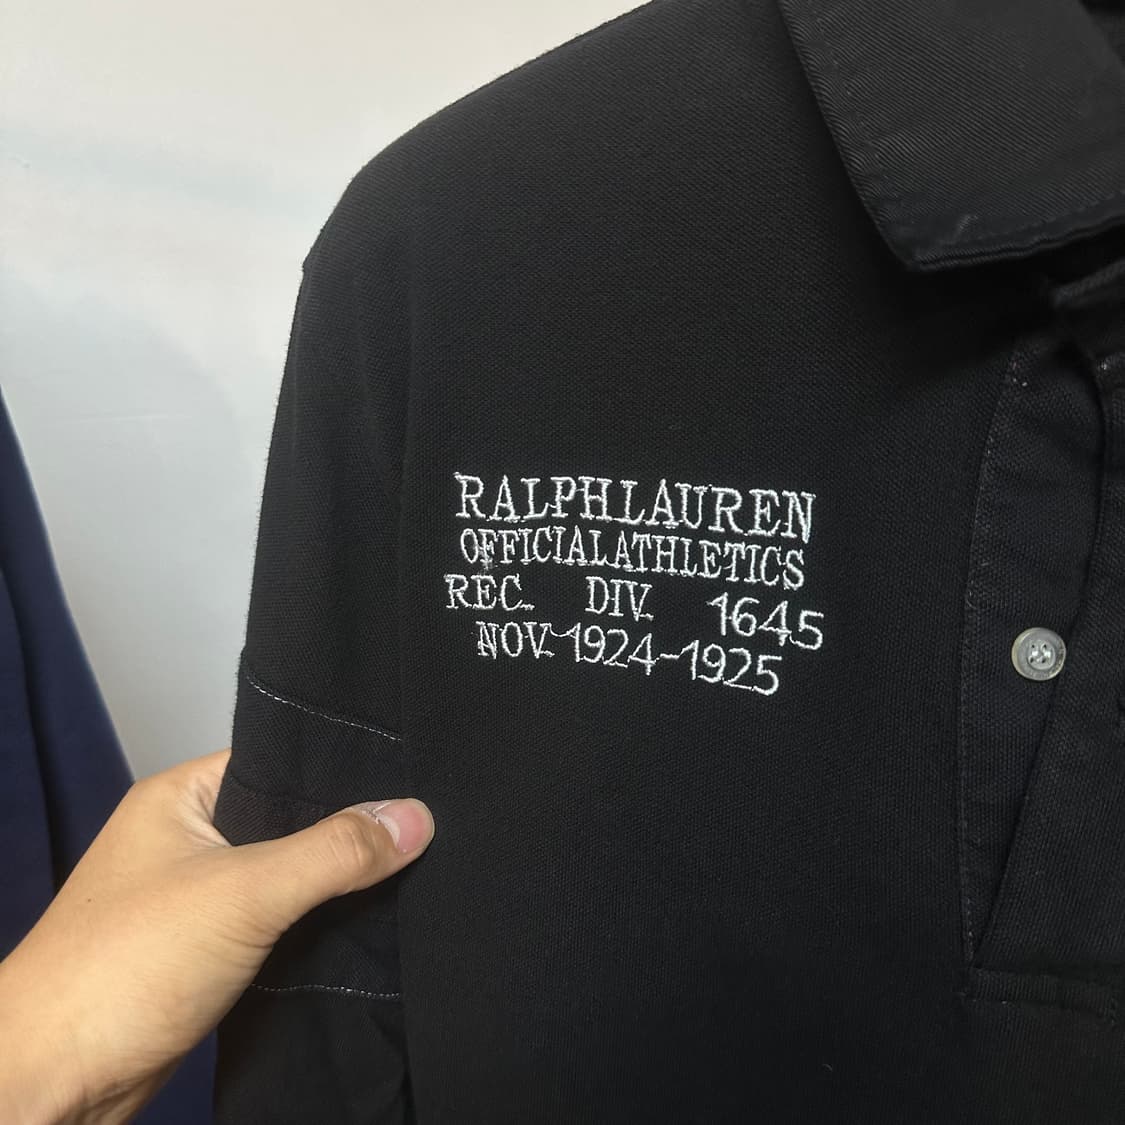 RALPHLAUREN
OFFICIALATHLETICS
REC. DIV. 1645
NOV. 1924-1925